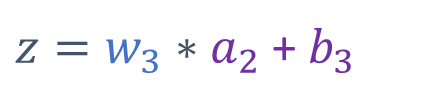 z = w₃ * a₂ + b₃